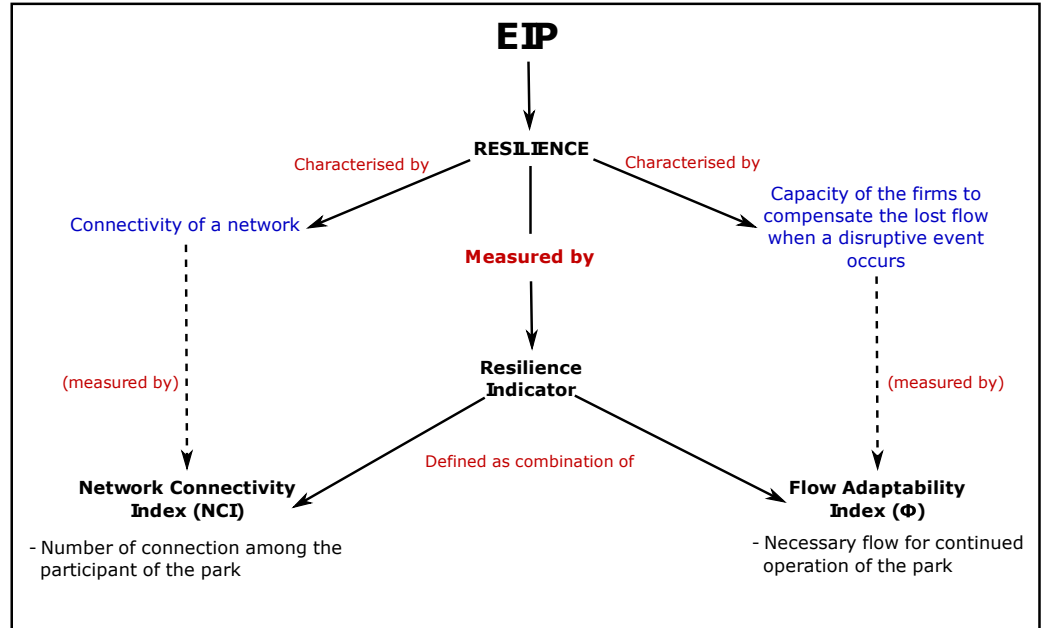 EIP
RESILIENCE
Characterised by
Characterised by
Connectivity of a network
Capacity of the firms to
compensate the lost flow
when a disruptive event
occurs
Measured by
(measured by)
Resilience
Indicator
(measured by)
Defined as combination of
Network Connectivity
Index (NCI)
- Number of connection among the
participant of the park
Flow Adaptability
Index (Φ)
- Necessary flow for continued
operation of the park